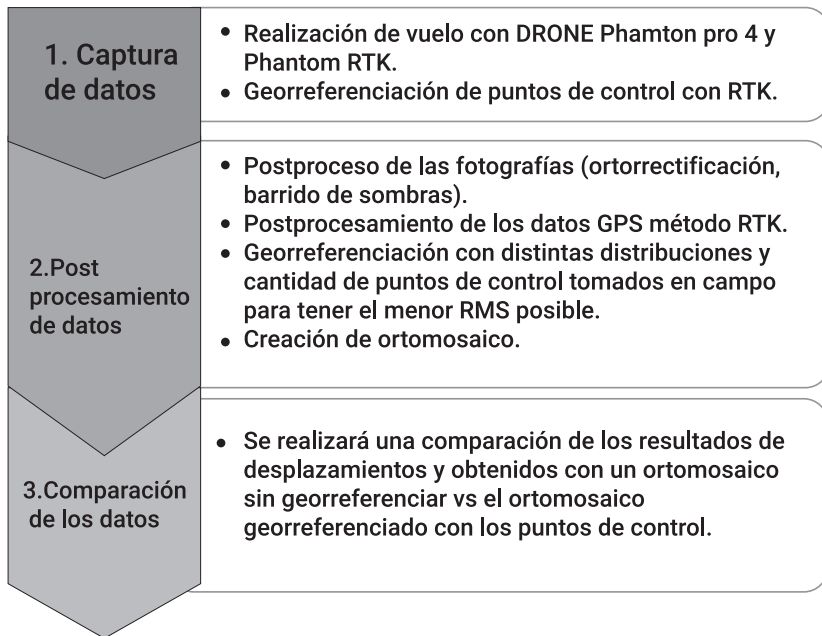 1. Captura
de datos
• Realización de vuelo con DRONE Phamton pro 4 y
Phantom RTK.
• Georreferenciación de puntos de control con RTK.
2.Post
procesamiento
de datos
• Postproceso de las fotografías (ortorrectificación,
barrido de sombras).
• Postprocesamiento de los datos GPS método RTK.
• Georreferenciación con distintas distribuciones y
cantidad de puntos de control tomados en campo
para tener el menor RMS posible.
• Creación de ortomosaico.
3.Comparación
de los datos
• Se realizará una comparación de los resultados de
desplazamientos y obtenidos con un ortomosaico
sin georreferenciar vs el ortomosaico
georreferenciado con los puntos de control.